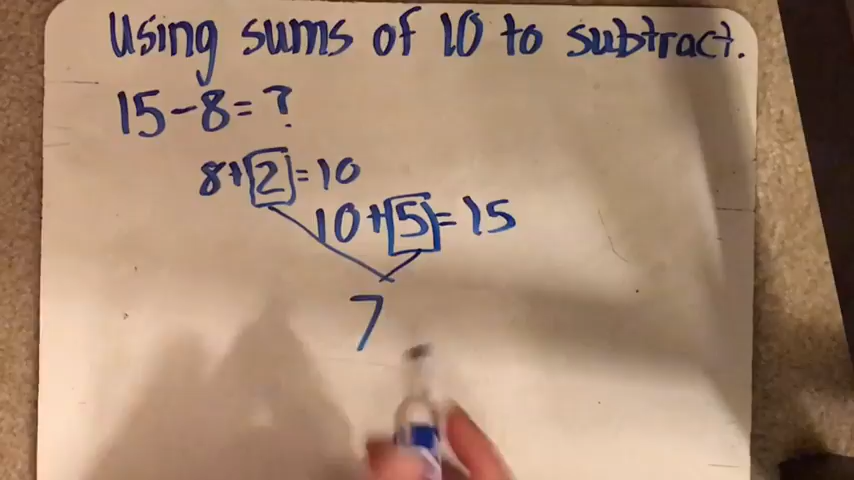 Using sums of 10 to subtract.
15-8=?
8+2=10
10+5=15
7